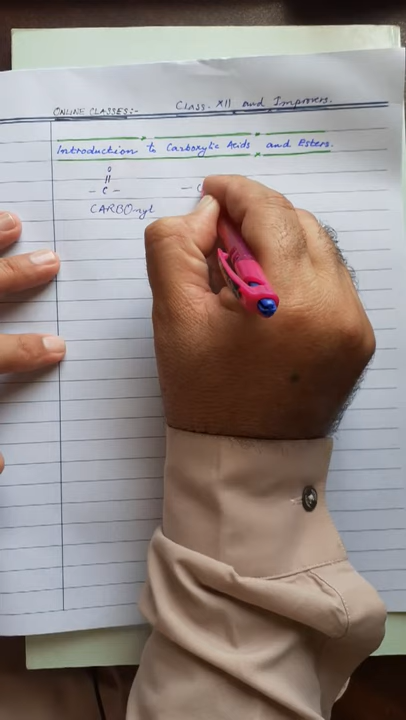 ONLINE CLASSES:- Class- XII and Improvers.
Introduction to Carboxylic Acids and Esters.
O
||
- C -
CARBOnyl